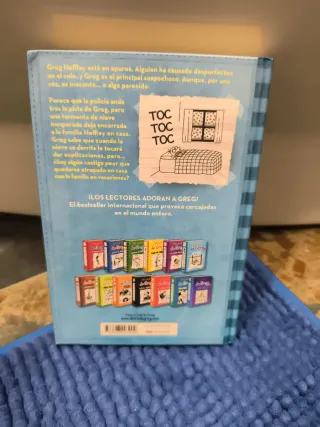 Greg Heffley está en apuros. Alguien ha causado desperfectos
en el cole, y Greg es el principal sospechoso. Aunque, por una
vez, es inocente... o algo parecido.
Parece que la policía anda
tras la pista de Greg, pero
una tormenta de nieve
inesperada deja encerrada
a la familia Heffley en casa.
Greg sabe que cuando la
nieve se derrita le tocará
dar explicaciones, pero...
¿hay algún castigo peor que
quedarse atrapado en casa
con la familia en vacaciones?
TOC
TOC
TOC
¡LOS LECTORES ADORAN A GREG!
El bestseller internacional que provoca carcajadas
en el mundo entero.